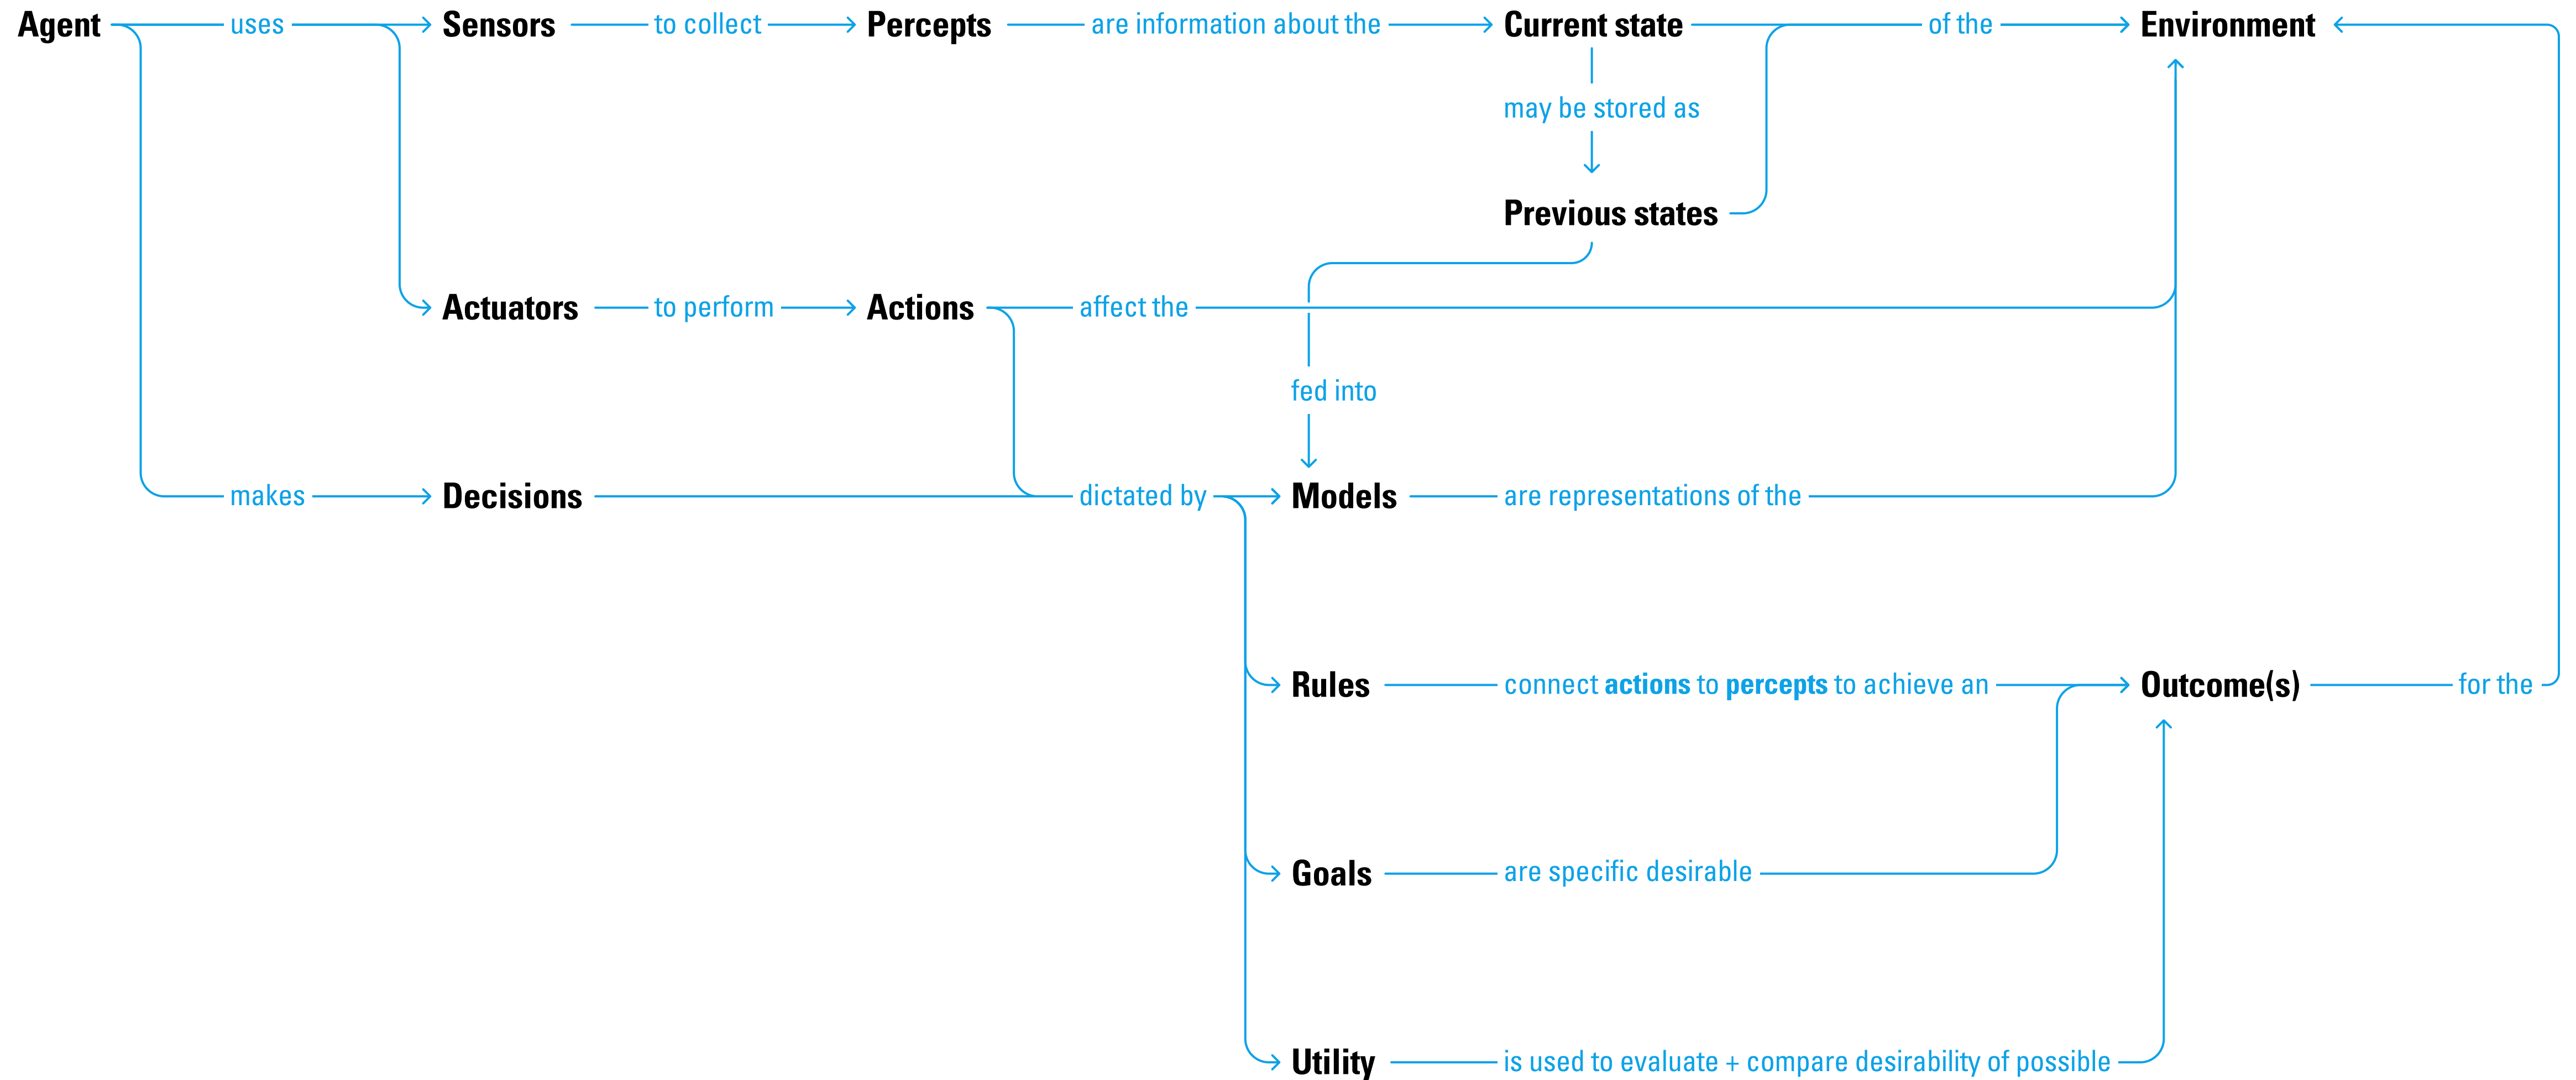 Agent uses Sensors to collect Percepts are information about the Current state of the Environment
may be stored as
Previous states
Actuators to perform Actions affect the
fed into
makes Decisions dictated by Models are representations of the
Rules connect actions to percepts to achieve an Outcome(s) for the
Goals are specific desirable
Utility is used to evaluate + compare desirability of possible